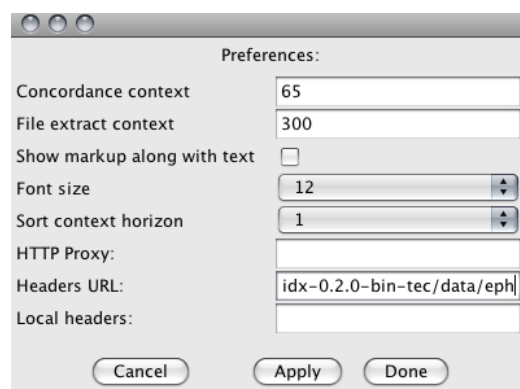 Preferences:
Concordance context 65
File extract context 300
Show markup along with text
Font size 12
Sort context horizon 1
HTTP Proxy:
Headers URL: idx-0.2.0-bin-tec/data/eph
Local headers:
Cancel Apply Done